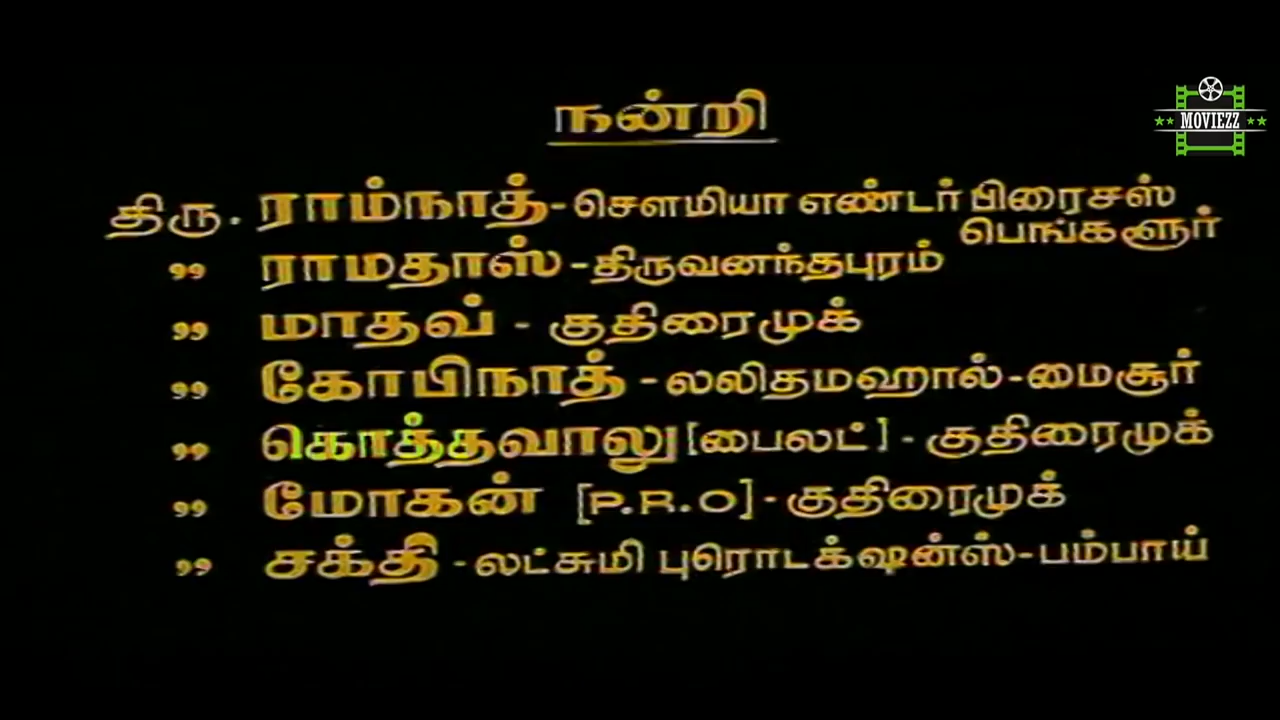 நன்றி
MOVIEZZ
திரு. ராம்நாத்-சௌமியா எண்டர் பிரைசஸ்
பெங்களூர்
,, ராமதாஸ்-திருவனந்தபுரம்
,, மாதவ் - குதிரைமுக்
,, கோபிநாத்-லலிதமஹால்-மைசூர்
,, கொத்தவாலு [பைலட்] - குதிரைமுக்
,, மோகன் [P.R.O]-குதிரைமுக்
,, சக்தி -லட்சுமி புரொடக்ஷன்ஸ்-பம்பாய்